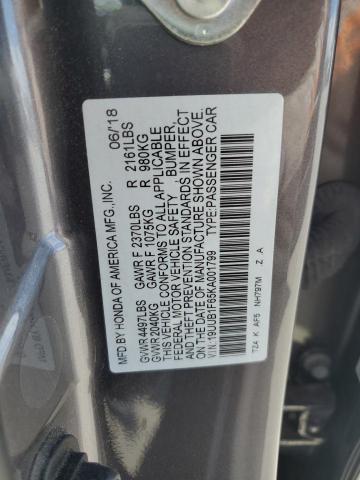 MFD BY HONDA OF AMERICA MFG.,INC. 06/'18
GVWR 4497LBS GAWR F 2370LBS R 2161LBS
GVWR 2040KG GAWR F 1075KG R 980KG
THIS VEHICLE CONFORMS TO ALL APPLICABLE
FEDERAL MOTOR VEHICLE SAFETY , BUMPER,
AND THEFT PREVENTION STANDARDS IN EFFECT
ON THE DATE OF MANUFACTURE SHOWN ABOVE.
VIN:19UUB1F65KA001799 TYPE:PASSENGER CAR
TZ4 K AF5 NH797M Z A